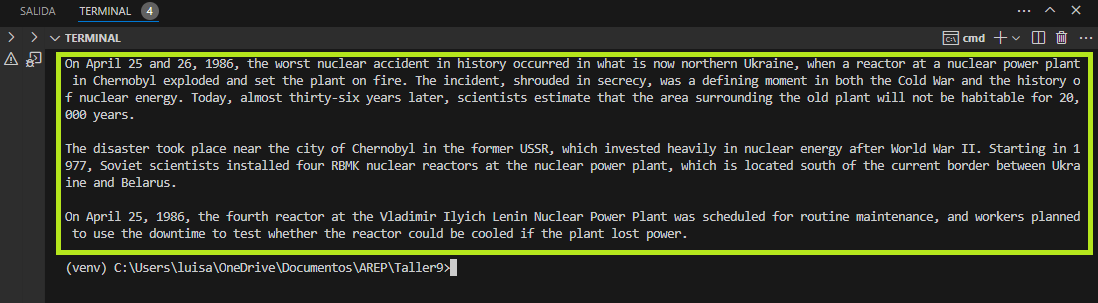 SALIDA TERMINAL 4
TERMINAL cmd
On April 25 and 26, 1986, the worst nuclear accident in history occurred in what is now northern Ukraine, when a reactor at a nuclear power plant
in Chernobyl exploded and set the plant on fire. The incident, shrouded in secrecy, was a defining moment in both the Cold War and the history o
f nuclear energy. Today, almost thirty-six years later, scientists estimate that the area surrounding the old plant will not be habitable for 20,
000 years.

The disaster took place near the city of Chernobyl in the former USSR, which invested heavily in nuclear energy after World War II. Starting in 1
977, Soviet scientists installed four RBMK nuclear reactors at the nuclear power plant, which is located south of the current border between Ukra
ine and Belarus.

On April 25, 1986, the fourth reactor at the Vladimir Ilyich Lenin Nuclear Power Plant was scheduled for routine maintenance, and workers planned
to use the downtime to test whether the reactor could be cooled if the plant lost power.

(venv) C:\Users\luisa\OneDrive\Documentos\AREP\Taller9>